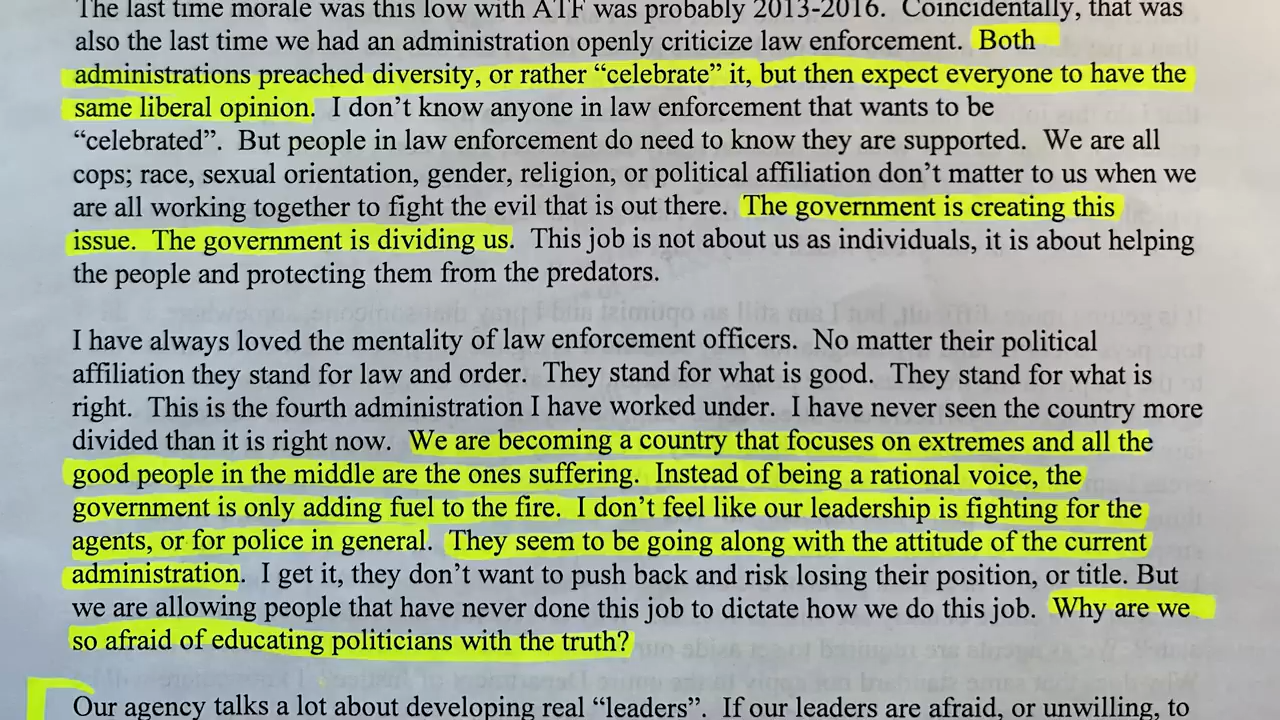 The last time morale was this low with ATF was probably 2013-2016.  Coincidentally, that was
also the last time we had an administration openly criticize law enforcement.  Both
administrations preached diversity, or rather “celebrate” it, but then expect everyone to have the
same liberal opinion.  I don’t know anyone in law enforcement that wants to be
“celebrated”.  But people in law enforcement do need to know they are supported.  We are all
cops; race, sexual orientation, gender, religion, or political affiliation don’t matter to us when we
are all working together to fight the evil that is out there.  The government is creating this
issue.  The government is dividing us.  This job is not about us as individuals, it is about helping
the people and protecting them from the predators.
I have always loved the mentality of law enforcement officers.  No matter their political
affiliation they stand for law and order.  They stand for what is good.  They stand for what is
right.  This is the fourth administration I have worked under.  I have never seen the country more
divided than it is right now.  We are becoming a country that focuses on extremes and all the
good people in the middle are the ones suffering.  Instead of being a rational voice, the
government is only adding fuel to the fire.  I don’t feel like our leadership is fighting for the
agents, or for police in general.  They seem to be going along with the attitude of the current
administration.  I get it, they don’t want to push back and risk losing their position, or title. But
we are allowing people that have never done this job to dictate how we do this job.  Why are we
so afraid of educating politicians with the truth?
Our agency talks a lot about developing real “leaders”.  If our leaders are afraid, or unwilling, to